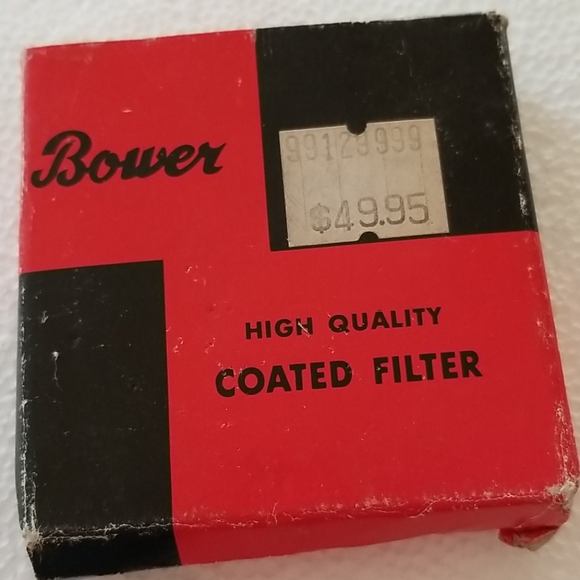 Bower
99128999
$49.95
HIGH QUALITY
COATED FILTER